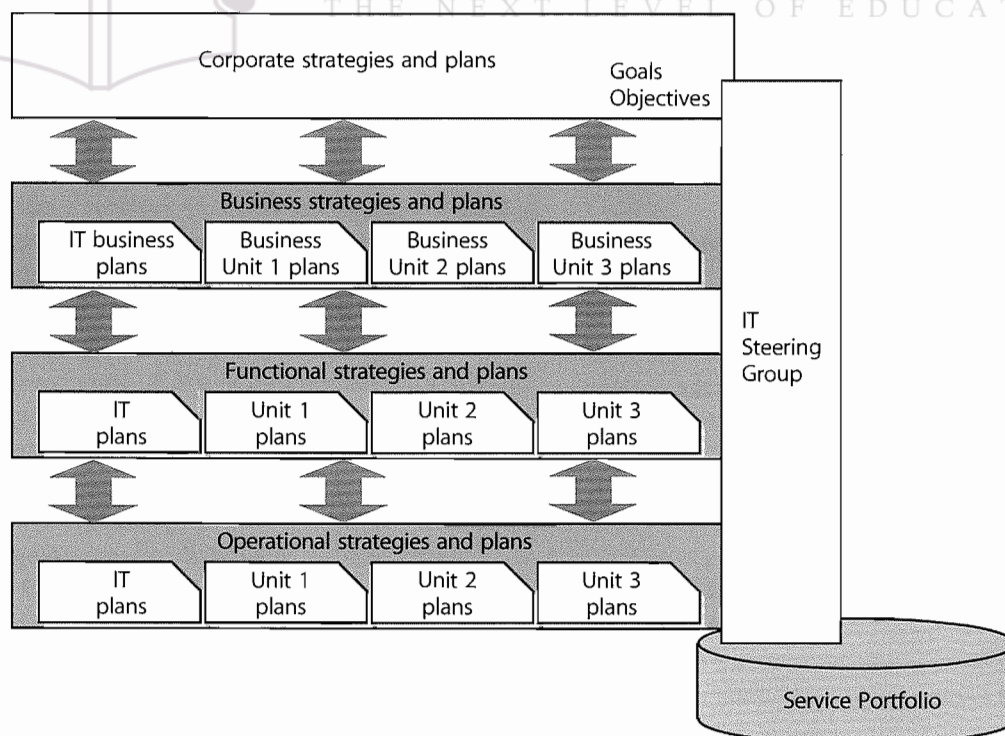 THE NEXT LEVEL OF EDUCAT
Corporate strategies and plans
Goals
Objectives
Business strategies and plans
IT business
plans
Business
Unit 1 plans
Business
Unit 2 plans
Business
Unit 3 plans
Functional strategies and plans
IT
plans
Unit 1
plans
Unit 2
plans
Unit 3
plans
Operational strategies and plans
IT
plans
Unit 1
plans
Unit 2
plans
Unit 3
plans
IT
Steering
Group
Service Portfolio